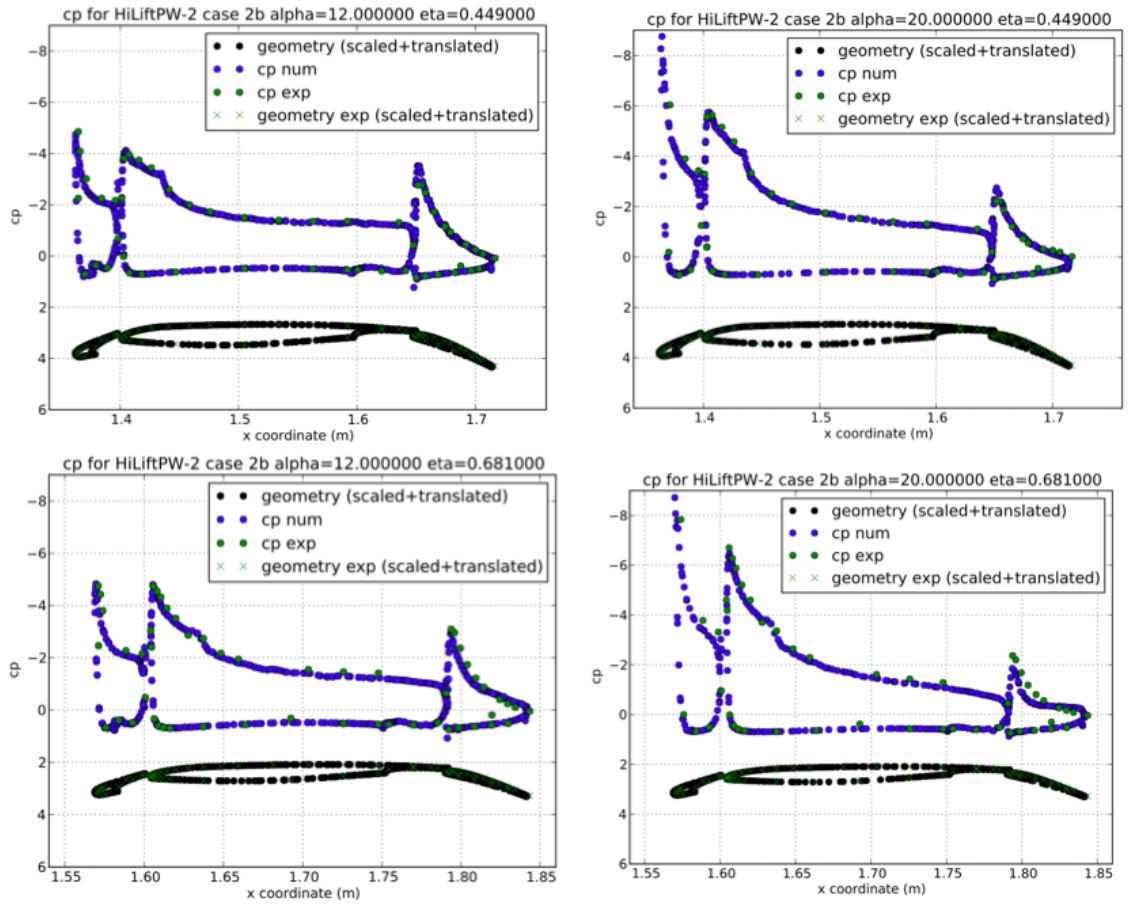 cp for HiLiftPW-2 case 2b alpha=12.000000 eta=0.449000
geometry (scaled+translated)
cp num
cp exp
geometry exp (scaled+translated)
cp
−8
−6
−4
−2
0
2
4
6
1.4
1.5
1.6
1.7
x coordinate (m)
cp for HiLiftPW-2 case 2b alpha=20.000000 eta=0.449000
geometry (scaled+translated)
cp num
cp exp
geometry exp (scaled+translated)
cp
−8
−6
−4
−2
0
2
4
6
1.4
1.5
1.6
1.7
x coordinate (m)
cp for HiLiftPW-2 case 2b alpha=12.000000 eta=0.681000
geometry (scaled+translated)
cp num
cp exp
geometry exp (scaled+translated)
cp
−8
−6
−4
−2
0
2
4
6
1.55
1.60
1.65
1.70
1.75
1.80
1.85
x coordinate (m)
cp for HiLiftPW-2 case 2b alpha=20.000000 eta=0.681000
geometry (scaled+translated)
cp num
cp exp
geometry exp (scaled+translated)
cp
−8
−6
−4
−2
0
2
4
6
1.55
1.60
1.65
1.70
1.75
1.80
1.85
x coordinate (m)